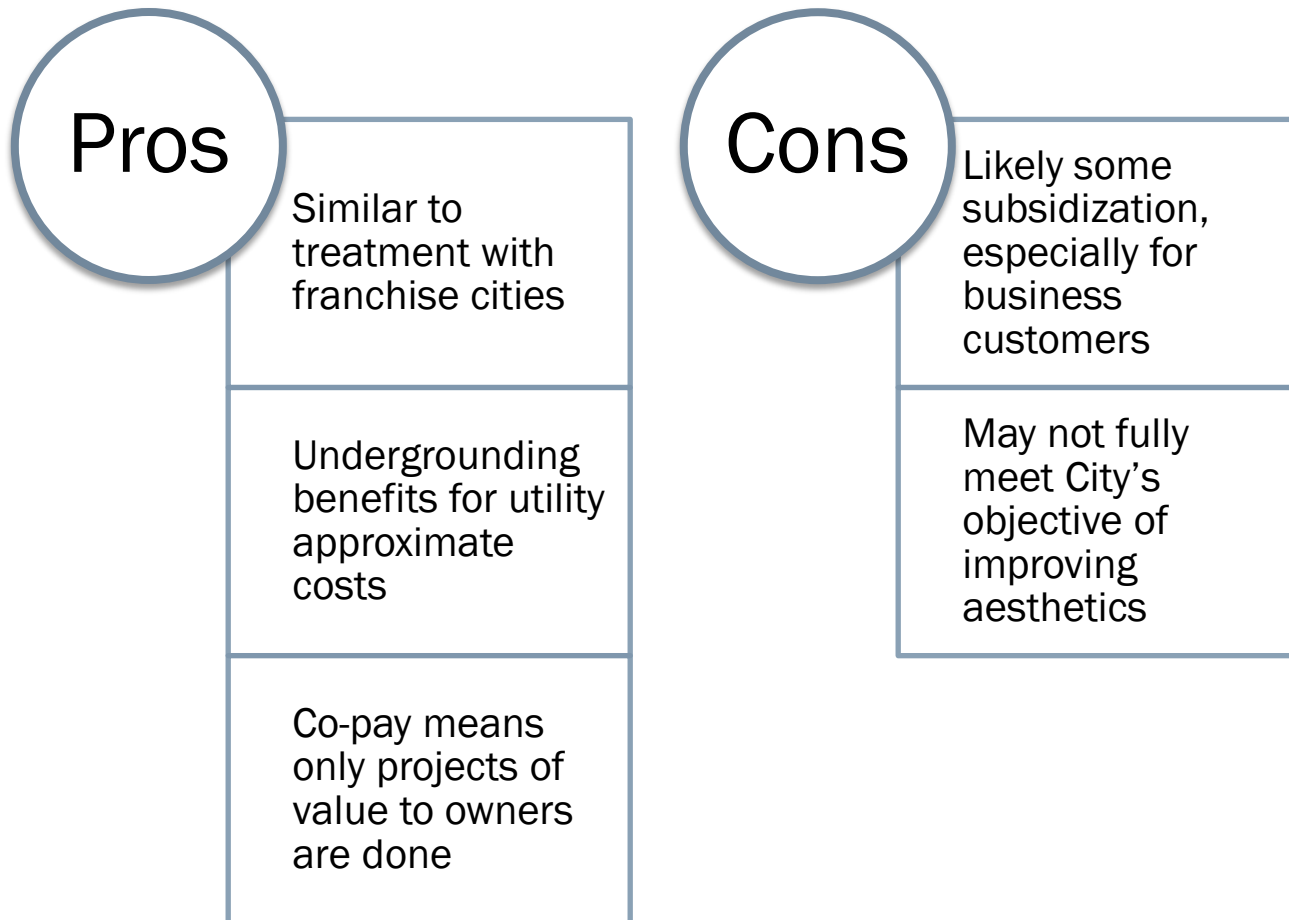 Pros
Similar to
treatment with
franchise cities
Undergrounding
benefits for utility
approximate
costs
Co-pay means
only projects of
value to owners
are done
Cons
Likely some
subsidization,
especially for
business
customers
May not fully
meet City’s
objective of
improving
aesthetics